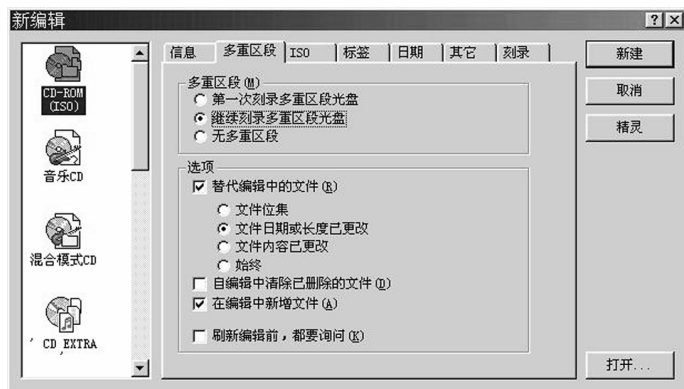 新编辑
信息
多重区段
ISO
标签
日期
其它
刻录
新建
取消
精灵
打开...
CD-ROM
(ISO)
音乐CD
混合模式CD
CD EXTRA
多重区段(M)
第一次刻录多重区段光盘
继续刻录多重区段光盘
无多重区段
选项
替代编辑中的文件(R)
文件位集
文件日期或长度已更改
文件内容已更改
始终
自编辑中清除已删除的文件(D)
在编辑中新增文件(A)
刷新编辑前，都要询问(K)